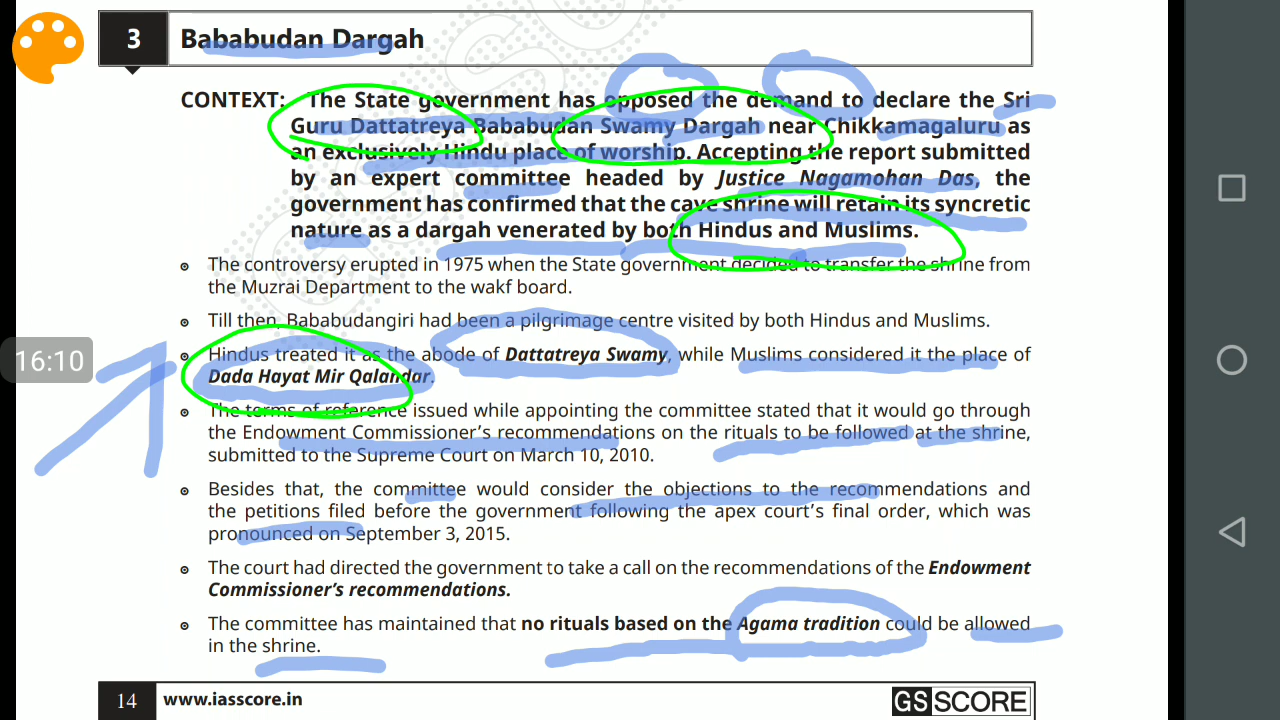 3 Bababudan Dargah
CONTEXT: The State government has opposed the demand to declare the Sri
Guru Dattatreya Bababudan Swamy Dargah near Chikkamagaluru as
an exclusively Hindu place of worship. Accepting the report submitted
by an expert committee headed by Justice Nagamohan Das, the
government has confirmed that the cave shrine will retain its syncretic
nature as a dargah venerated by both Hindus and Muslims.
The controversy erupted in 1975 when the State government decided to transfer the shrine from
the Muzrai Department to the wakf board.
Till then, Bababudangiri had been a pilgrimage centre visited by both Hindus and Muslims.
Hindus treated it as the abode of Dattatreya Swamy, while Muslims considered it the place of
Dada Hayat Mir Qalandar.
16:10
The terms of reference issued while appointing the committee stated that it would go through
the Endowment Commissioner’s recommendations on the rituals to be followed at the shrine,
submitted to the Supreme Court on March 10, 2010.
Besides that, the committee would consider the objections to the recommendations and
the petitions filed before the government following the apex court’s final order, which was
pronounced on September 3, 2015.
The court had directed the government to take a call on the recommendations of the Endowment
Commissioner’s recommendations.
The committee has maintained that no rituals based on the Agama tradition could be allowed
in the shrine.
14 www.iasscore.in GS SCORE